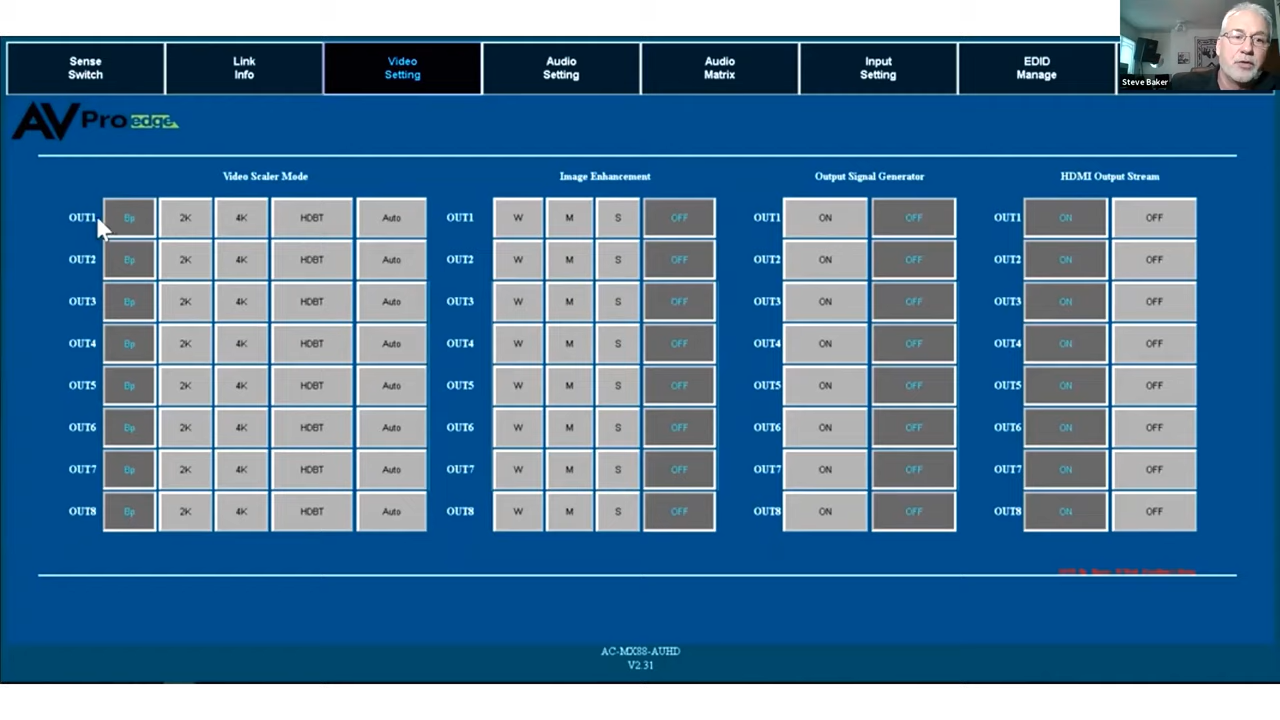 Sense Switch
Link Info
Video Setting
Audio Setting
Audio Matrix
Input Setting
EDID Manage
Steve Baker
AVPro edge
Video Scaler Mode Image Enhancement Output Signal Generator HDMI Output Stream
OUT1 Bp 2K 4K HDBT Auto OUT1 W M S OFF OUT1 ON OFF OUT1 ON OFF
OUT2 Bp 2K 4K HDBT Auto OUT2 W M S OFF OUT2 ON OFF OUT2 ON OFF
OUT3 Bp 2K 4K HDBT Auto OUT3 W M S OFF OUT3 ON OFF OUT3 ON OFF
OUT4 Bp 2K 4K HDBT Auto OUT4 W M S OFF OUT4 ON OFF OUT4 ON OFF
OUT5 Bp 2K 4K HDBT Auto OUT5 W M S OFF OUT5 ON OFF OUT5 ON OFF
OUT6 Bp 2K 4K HDBT Auto OUT6 W M S OFF OUT6 ON OFF OUT6 ON OFF
OUT7 Bp 2K 4K HDBT Auto OUT7 W M S OFF OUT7 ON OFF OUT7 ON OFF
OUT8 Bp 2K 4K HDBT Auto OUT8 W M S OFF OUT8 ON OFF OUT8 ON OFF
AC-MX88-AUHD
V2.31